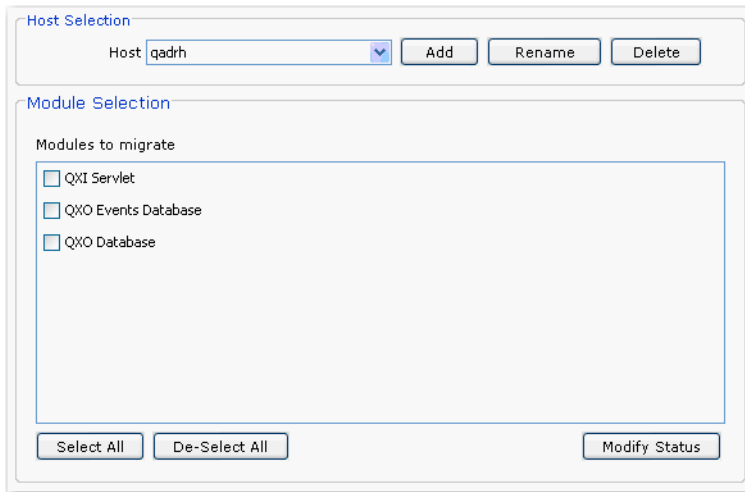 Host Selection
Host qadrh Add Rename Delete
Module Selection
Modules to migrate
QXI Servlet
QXO Events Database
QXO Database
Select All De-Select All Modify Status